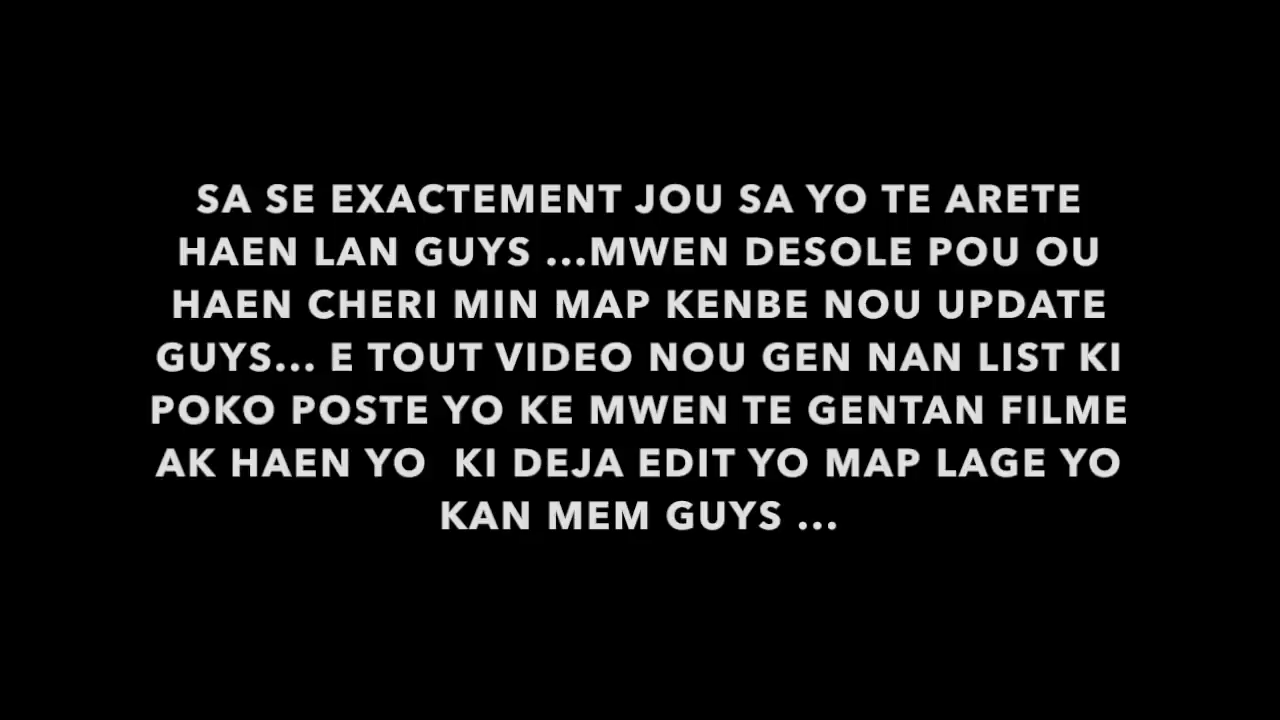 SA SE EXACTEMENT JOU SA YO TE ARETE
HAEN LAN GUYS ...MWEN DESOLE POU OU
HAEN CHERI MIN MAP KENBE NOU UPDATE
GUYS... E TOUT VIDEO NOU GEN NAN LIST KI
POKO POSTE YO KE MWEN TE GENTAN FILME
AK HAEN YO  KI DEJA EDIT YO MAP LAGE YO
KAN MEM GUYS ...